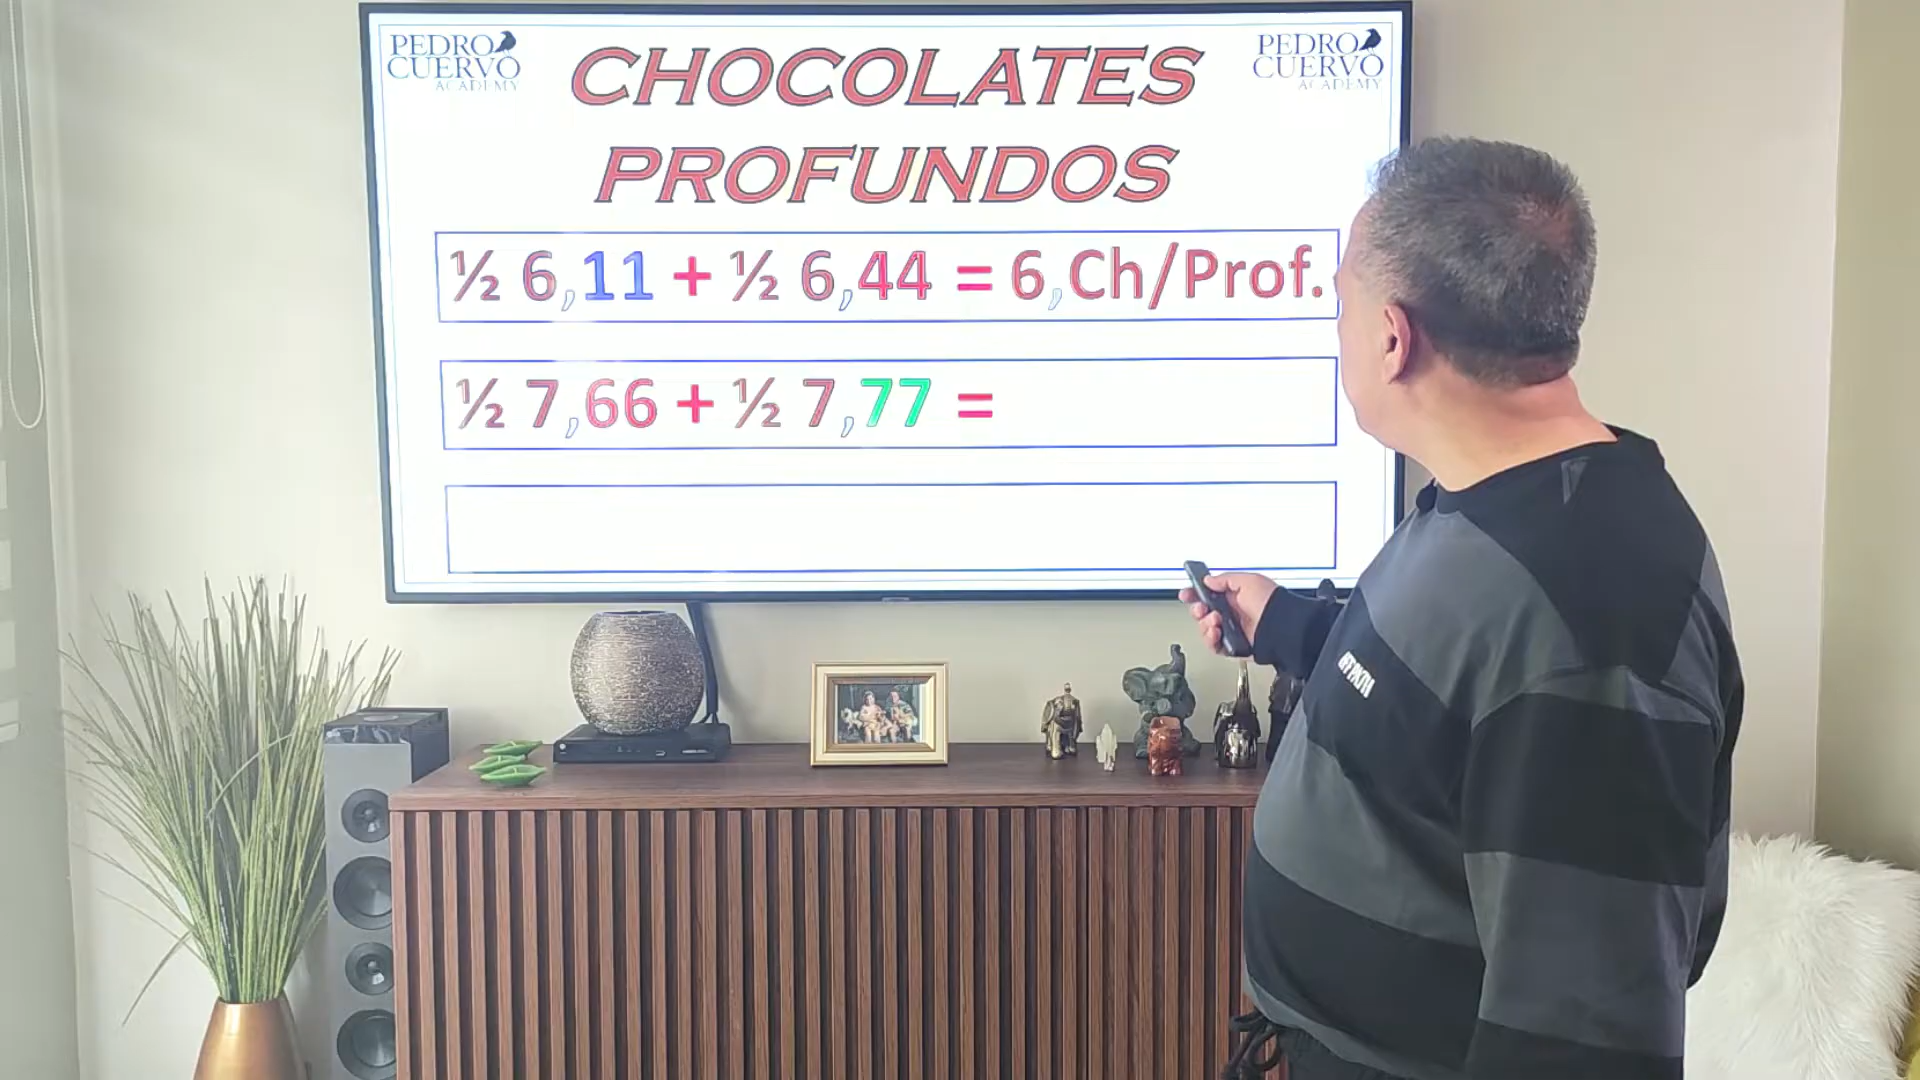 PEDRO
CUERVO
ACADEMY
CHOCOLATES
PROFUNDOS
PEDRO
CUERVO
ACADEMY
½ 6,11 + ½ 6,44 = 6,Ch/Prof.
½ 7,66 + ½ 7,77 =